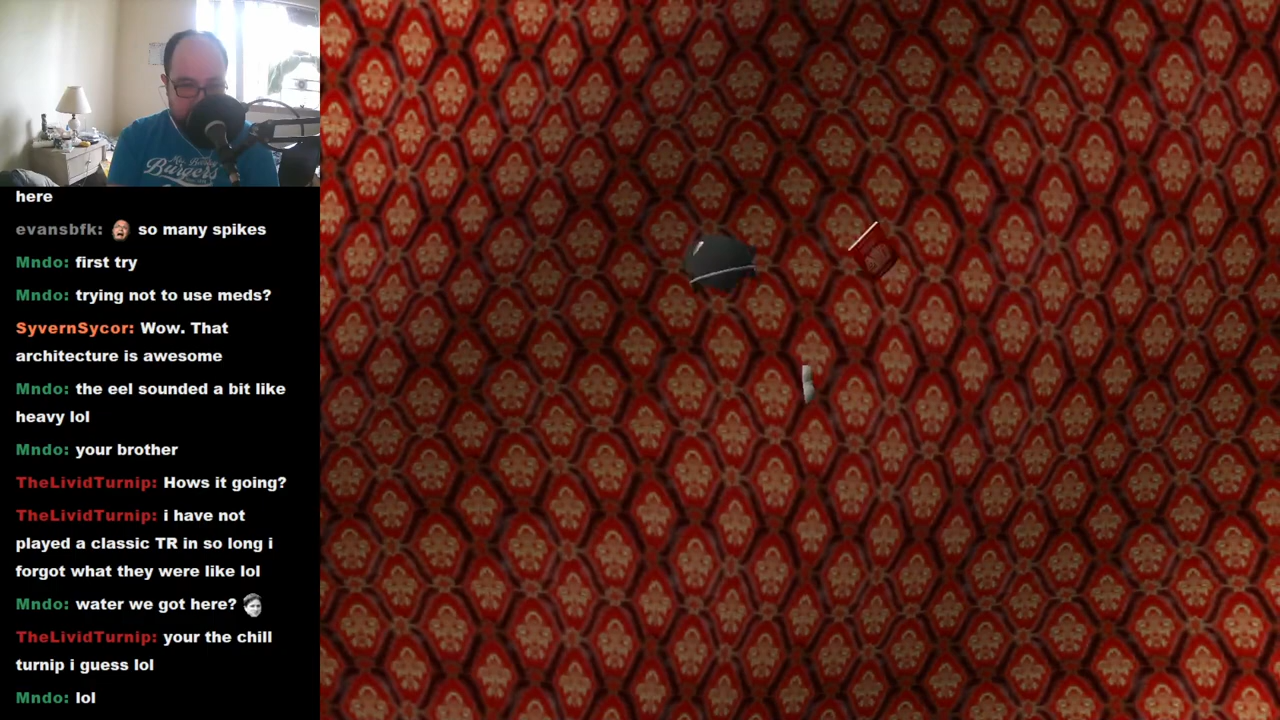 Burgers
here
evansbfk: so many spikes
Mndo: first try
Mndo: trying not to use meds?
SyvernSycor: Wow. That
architecture is awesome
Mndo: the eel sounded a bit like
heavy lol
Mndo: your brother
TheLividTurnip: Hows it going?
TheLividTurnip: i have not
played a classic TR in so long i
forgot what they were like lol
Mndo: water we got here?
TheLividTurnip: your the chill
turnip i guess lol
Mndo: lol